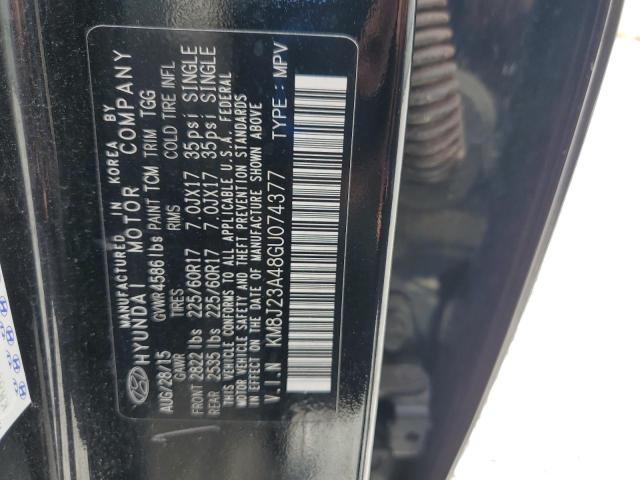 MANUFACTURED IN KOREA BY
HYUNDAI MOTOR COMPANY
AUG/28/15 GVWR 4586 lbs PAINT TCM TRIM TGG
GAWR TIRES RIMS COLD TIRE INFL
FRONT 2822 lbs 225/60R17 7.0JX17 35psi SINGLE
REAR 2535 lbs 225/60R17 7.0JX17 35psi SINGLE
THIS VEHICLE CONFORMS TO ALL APPLICABLE U.S.A. FEDERAL
MOTOR VEHICLE SAFETY AND THEFT PREVENTION STANDARDS
IN EFFECT ON THE DATE OF MANUFACTURE SHOWN ABOVE
V.I.N KM8J23A48GU074377 TYPE : MPV